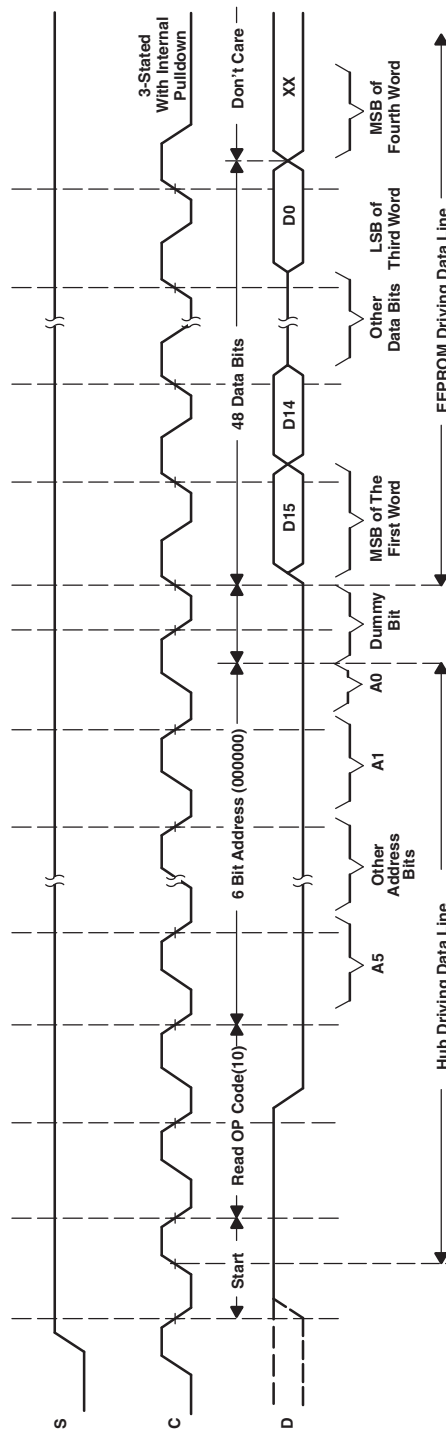 S
C
D
3-Stated
With Internal
Pulldown
Start
Read OP Code(10)
6 Bit Address (000000)
48 Data Bits
Don't Care
D15
D14
D0
XX
A5
Other
Address
Bits
A1
A0
Dummy
Bit
MSB of The
First Word
Other
Data Bits
LSB of
Third Word
MSB of
Fourth Word
Hub Driving Data Line
EEPROM Driving Data Line